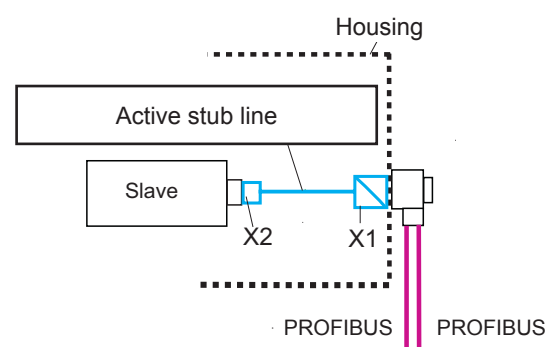 Housing
Active stub line
Slave
X2
X1
PROFIBUS PROFIBUS